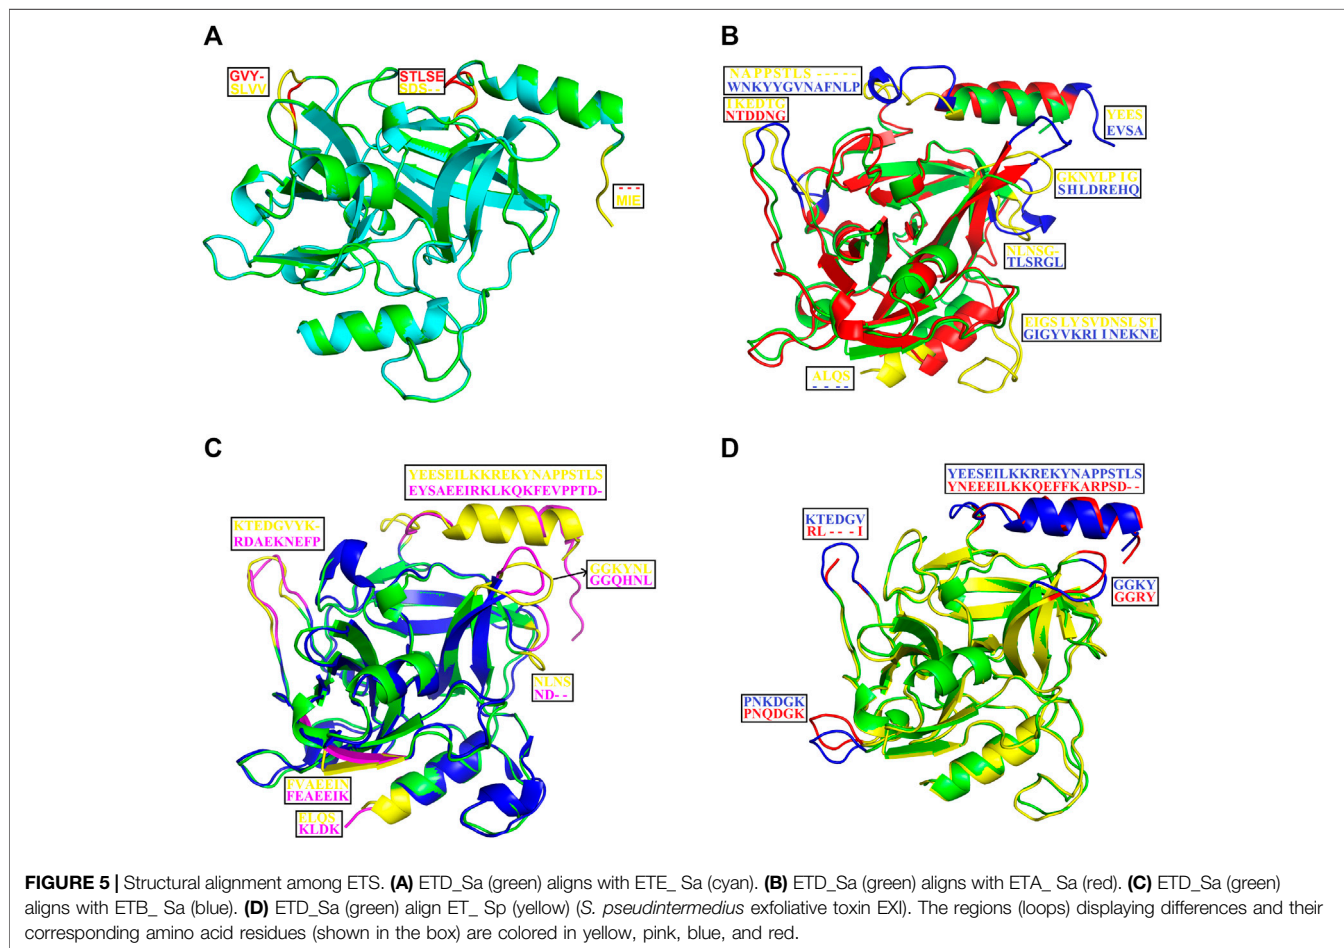 A
GVY-
SLVV
STLSE
SDS--
---
MIE
B
NAPPSTLS-----
WNKYYGVNAFNLP
IKEDTG
NTDDNG
YEES
EVSA
GKNYLPIG
SHLDREHQ
NLNSG-
TLSRGL
EIGSLYSVDNSLST
GIGYVKRIINEKNE
ALQS
----
C
YEESEILKKREKYNAPPSTLS
EYSAEEIRKLKQKFEVPPTD-
KTEDGVYK-
RDAEKNEFP
GGKYNL
GGQHNL
NLNS
ND--
FVAEEIN
FEAEEIK
ELQS
KLDK
D
YEESEILKKREKYNAPPSTLS
YNEEEILKKQEFFKARPSD--
KTEDGV
RL---I
GGKY
GGRY
PNKDGK
PNQDGK
FIGURE 5 | Structural alignment among ETS. (A) ETD_Sa (green) aligns with ETE_ Sa (cyan). (B) ETD_Sa (green) aligns with ETA_ Sa (red). (C) ETD_Sa (green)
aligns with ETB_ Sa (blue). (D) ETD_Sa (green) align ET_ Sp (yellow) (S. pseudintermedius exfoliative toxin EXI). The regions (loops) displaying differences and their
corresponding amino acid residues (shown in the box) are colored in yellow, pink, blue, and red.